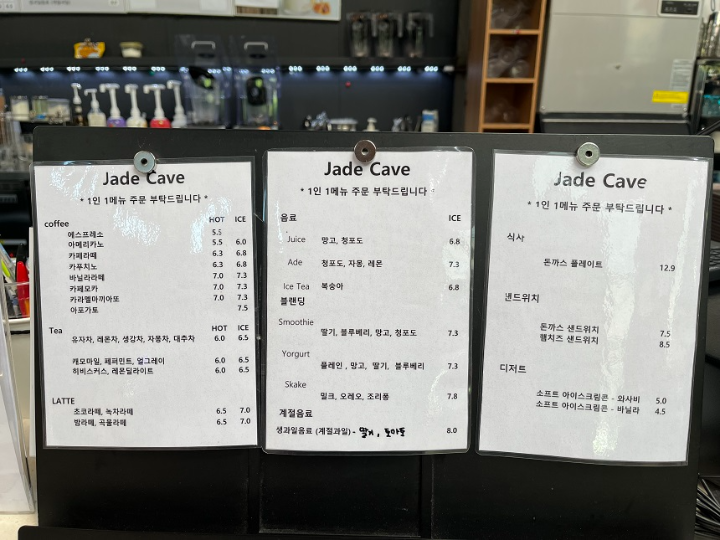 Jade Cave
* 1인 1메뉴 주문 부탁드립니다 *
coffee HOT ICE
에스프레소 5.5
아메리카노 5.5 6.0
카페라떼 6.3 6.8
카푸치노 6.3 6.8
바닐라라떼 7.0 7.3
카페모카 7.0 7.3
카라멜마끼아또 7.0 7.3
아포가토 7.5
Tea HOT ICE
유자차, 레몬차, 생강차, 자몽차, 대추차 6.0 6.5
캐모마일, 페퍼민트, 얼그레이 6.0 6.5
히비스커스, 레몬딜라이트 6.0 6.5
LATTE
초코라떼, 녹차라떼 6.5 7.0
밤라떼, 곡물라떼 6.5 7.0
Jade Cave
* 1인 1메뉴 주문 부탁드립니다 *
음료 ICE
Juice 망고, 청포도 6.8
Ade 청포도, 자몽, 레몬 7.3
Ice Tea 복숭아 6.8
블랜딩
Smoothie
딸기, 블루베리, 망고, 청포도 7.3
Yorgurt
플레인, 망고, 딸기, 블루베리 7.3
Skake
밀크, 오레오, 조리퐁 7.8
계절음료
생과일음료 (계절과일) - 딸기, 토마토 8.0
Jade Cave
* 1인 1메뉴 주문 부탁드립니다 *
식사
돈까스 플레이트 12.9
샌드위치
돈까스 샌드위치 7.5
햄치즈 샌드위치 8.5
디저트
소프트 아이스크림콘 - 와사비 5.0
소프트 아이스크림콘 - 바닐라 4.5